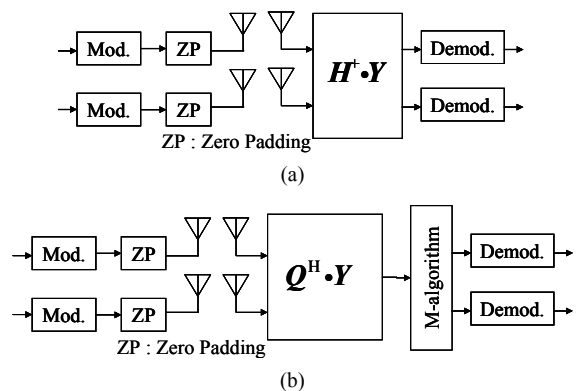 Mod. ZP H⁺·Y Demod.
Mod. ZP Demod.
ZP : Zero Padding
(a)
Mod. ZP Q^H·Y M-algorithm Demod.
Mod. ZP Demod.
ZP : Zero Padding
(b)